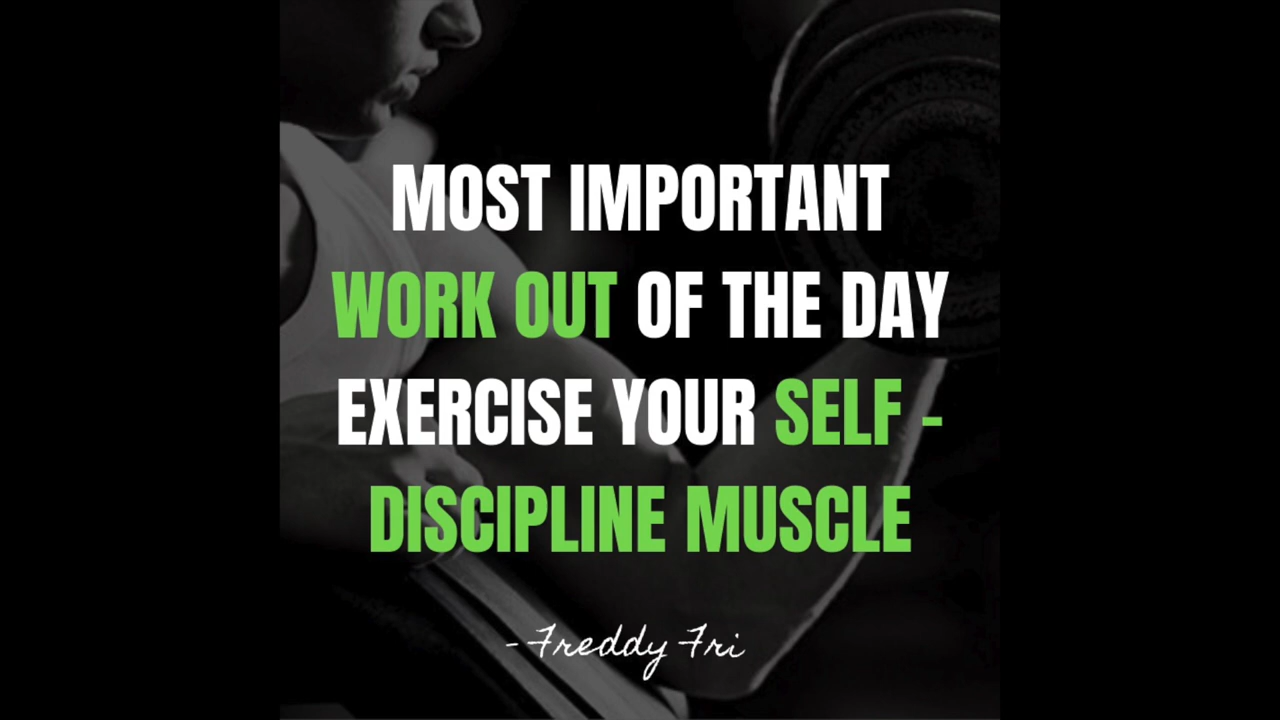 MOST IMPORTANT
WORK OUT OF THE DAY
EXERCISE YOUR SELF -
DISCIPLINE MUSCLE
- Freddy Fri